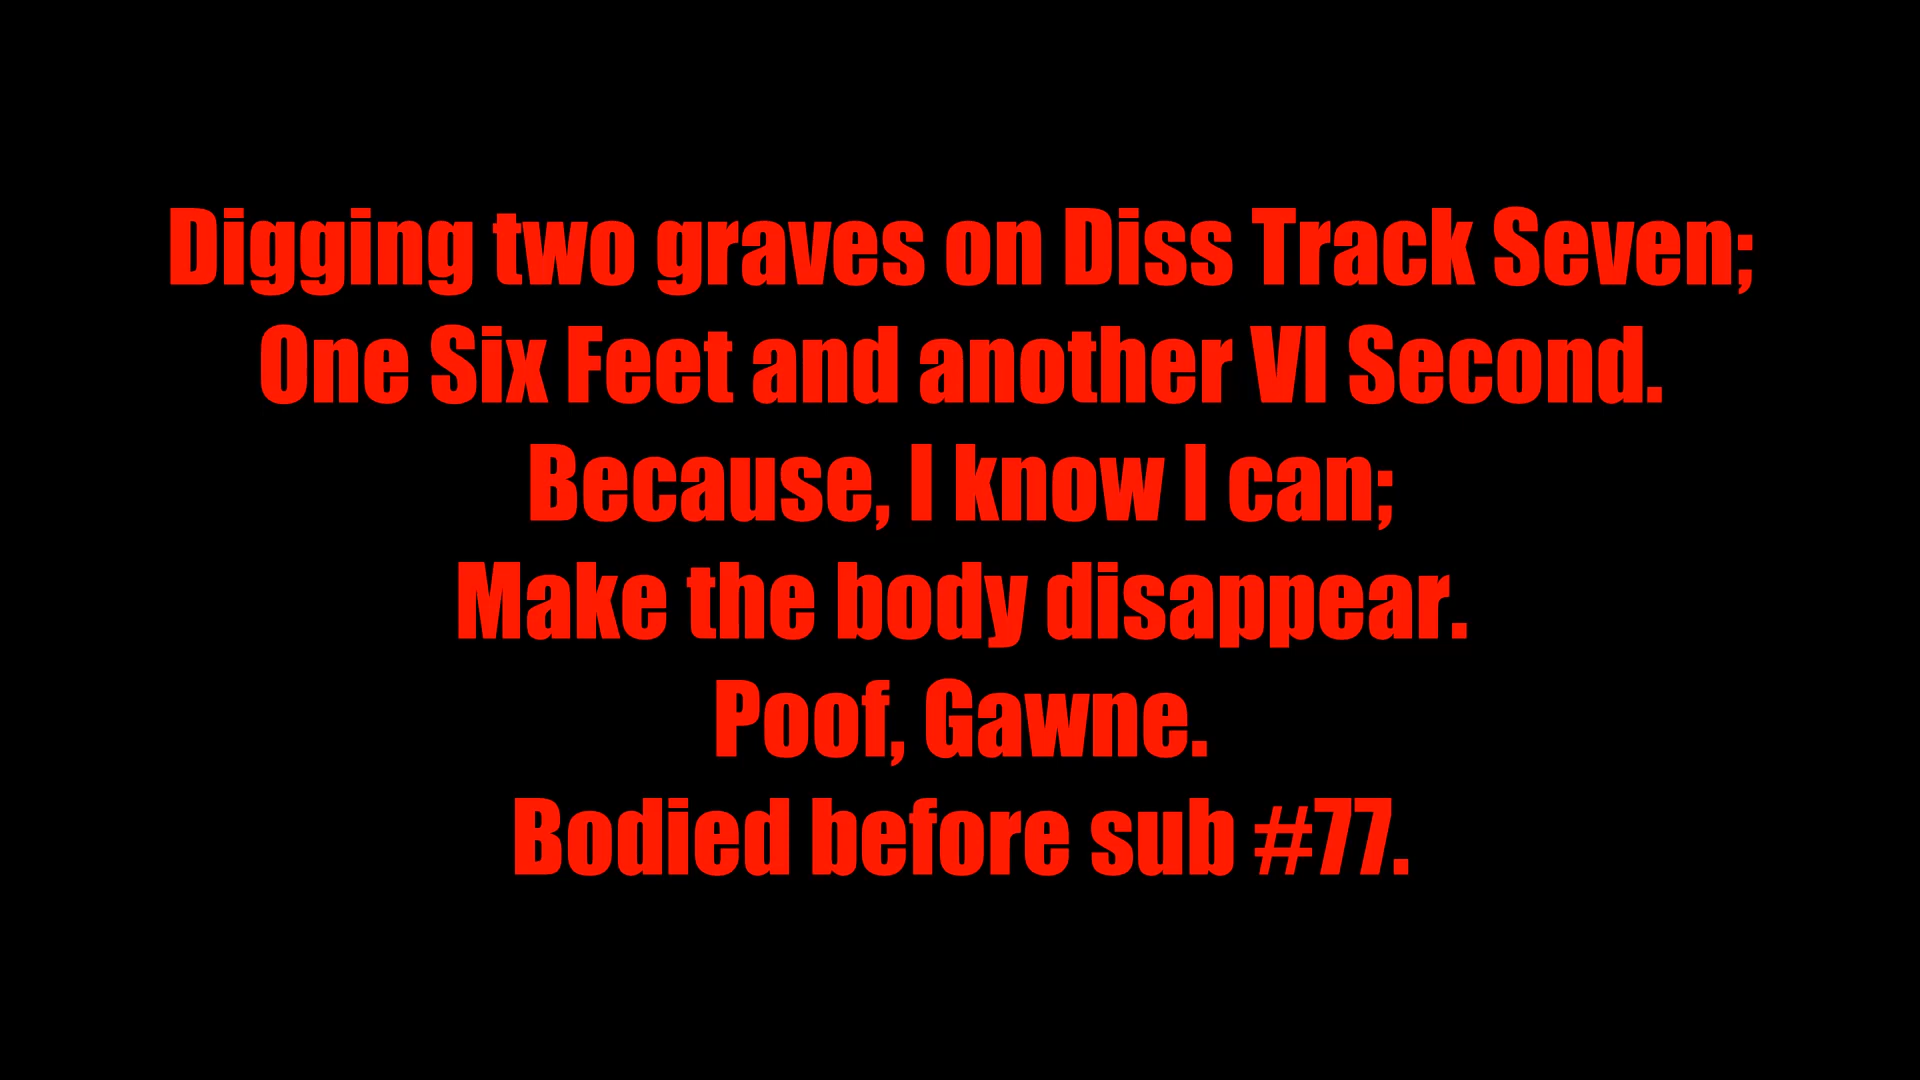 Digging two graves on Diss Track Seven;
One Six Feet and another VI Second.
Because, I know I can;
Make the body disappear.
Poof, Gawne.
Bodied before sub #77.